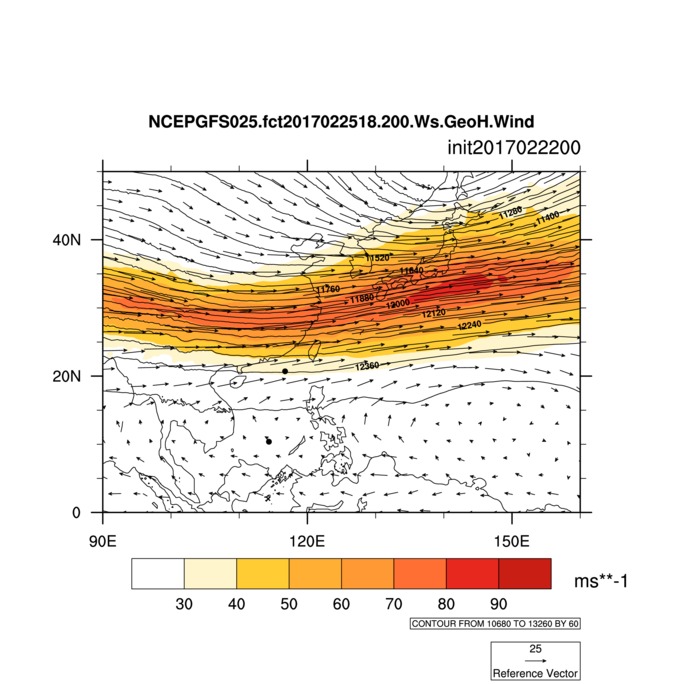 NCEPGFS025.fct2017022518.200.Ws.GeoH.Wind
init2017022200
11280
11400
40N
11520
11640
11760
11880
12000
12120
12240
12360
20N
0
90E 120E 150E
ms**-1
30 40 50 60 70 80 90
CONTOUR FROM 10680 TO 13260 BY 60
25
Reference Vector